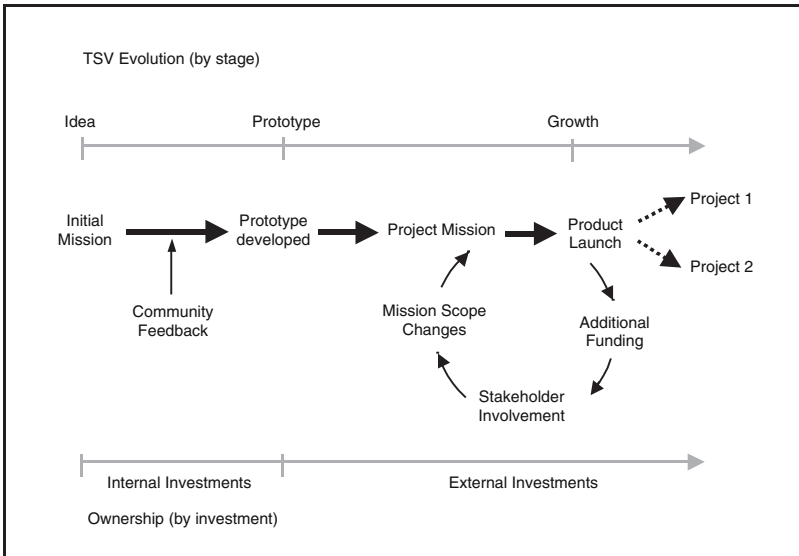 TSV Evolution (by stage)
Idea
Prototype
Growth
Initial
Mission
Prototype
developed
Project Mission
Product
Launch
Project 1
Project 2
Community
Feedback
Mission Scope
Changes
Additional
Funding
Stakeholder
Involvement
Internal Investments
External Investments
Ownership (by investment)